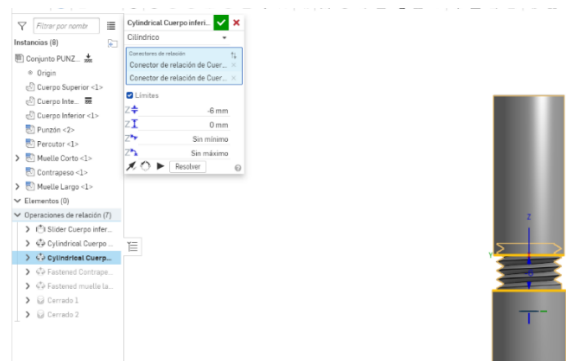 Filtrar por nombre
Instancias (8)
Conjunto PUNZ...
Origin
Cuerpo Superior <1>
Cuerpo Inte...
Cuerpo Inferior <1>
Punzón <2>
Percutor <1>
Muelle Corto <1>
Contrapeso <1>
Muelle Largo <1>
Elementos (0)
Operaciones de relación (7)
Slider Cuerpo infer...
Cylindrical Cuerpo ...
Cylindrical Cuerp...
Fastened Contrape...
Fastened muelle la...
Cerrado 1
Cerrado 2
Cylindrical Cuerpo inferi...
Cilíndrico
Conectores de relación
Conector de relación de Cuer...
Conector de relación de Cuer...
Límites
Z -6 mm
Z 0 mm
Z Sin mínimo
Z Sin máximo
Resolver
Z
Y